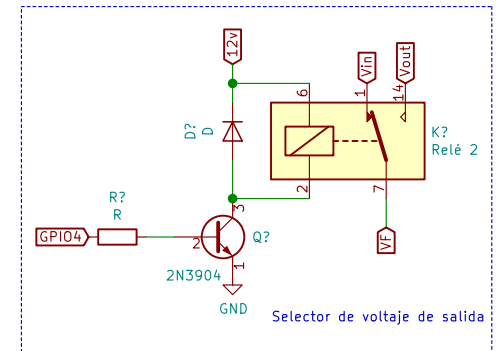 12v
Vin
Vout
6
1
14
D?
D
K?
Relé 2
2
7
R?
R
3
GPIO4
2
Q?
VF
1
2N3904
GND
Selector de voltaje de salida